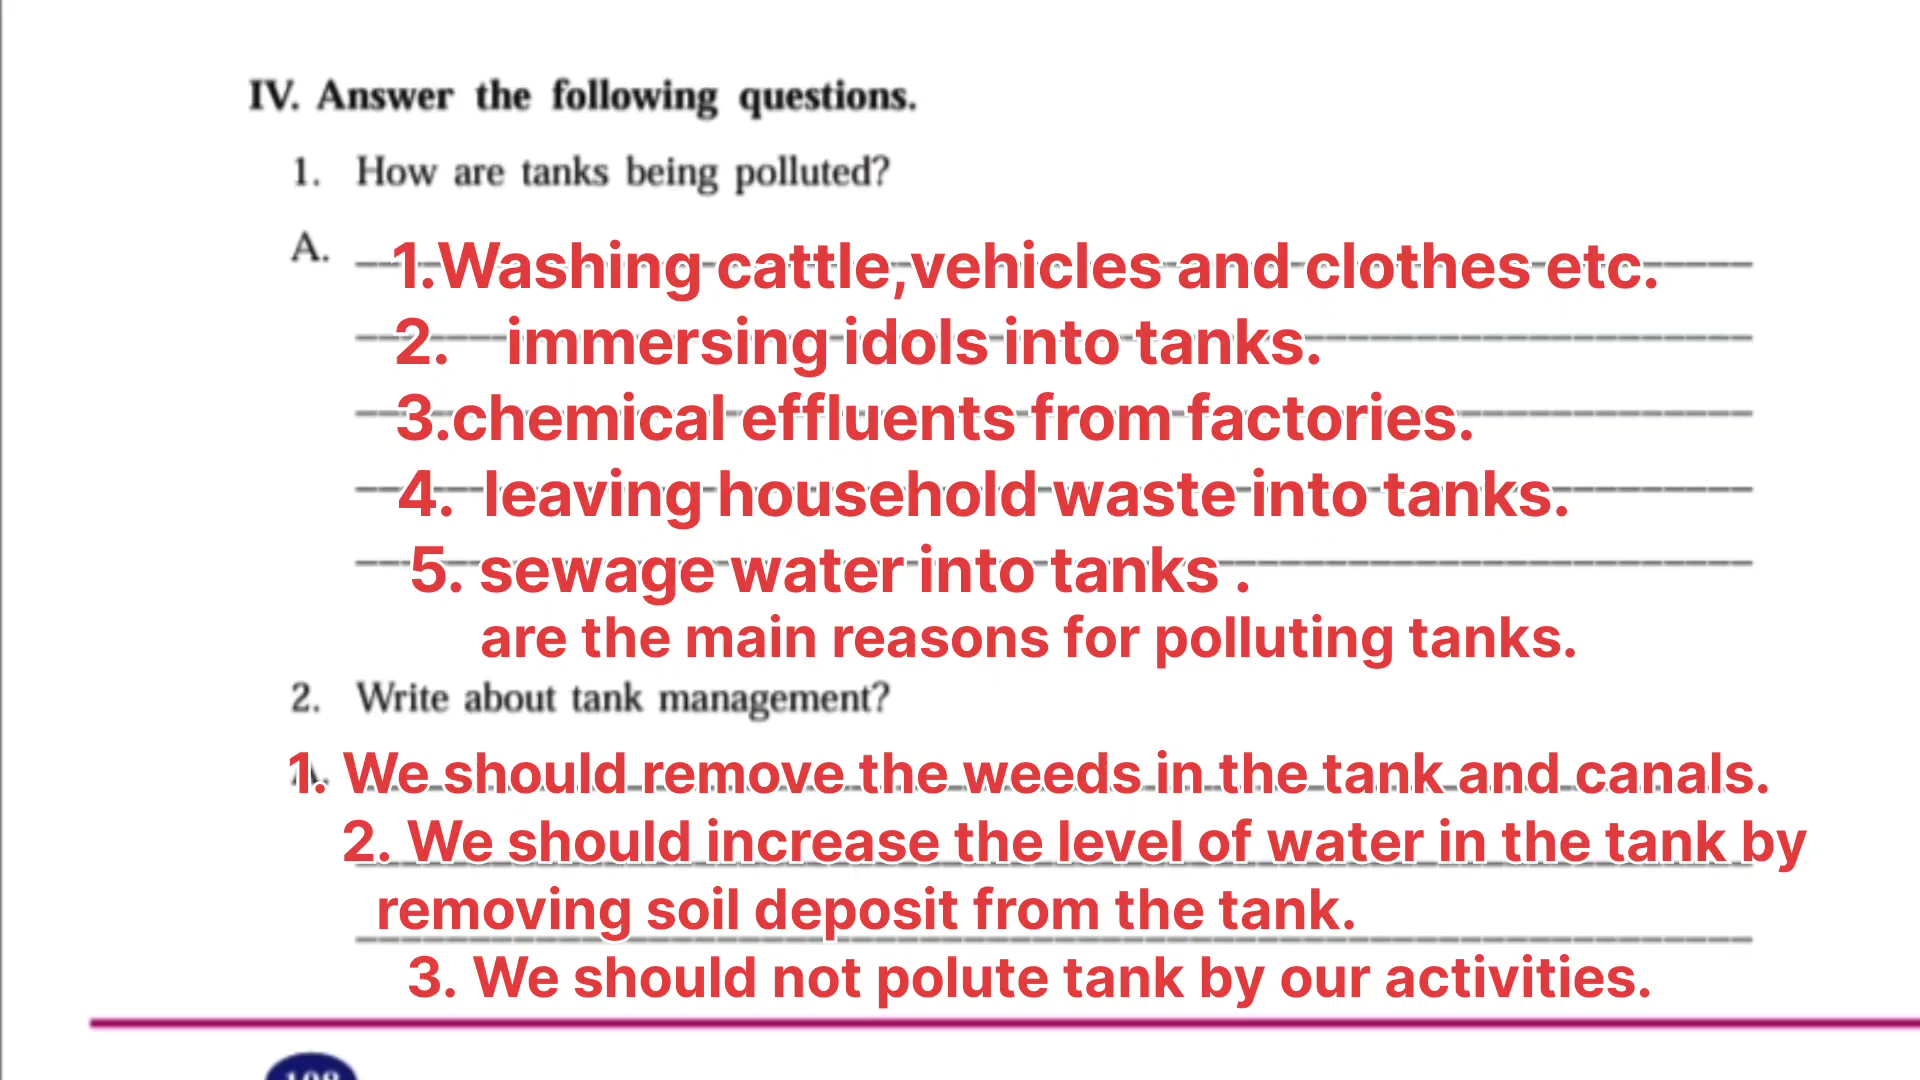 IV. Answer the following questions.
1. How are tanks being polluted?
A. 1.Washing cattle,vehicles and clothes etc.
2. immersing idols into tanks.
3.chemical effluents from factories.
4. leaving household waste into tanks.
5. sewage water into tanks .
are the main reasons for polluting tanks.
2. Write about tank management?
1. We should remove the weeds in the tank and canals.
2. We should increase the level of water in the tank by
removing soil deposit from the tank.
3. We should not polute tank by our activities.